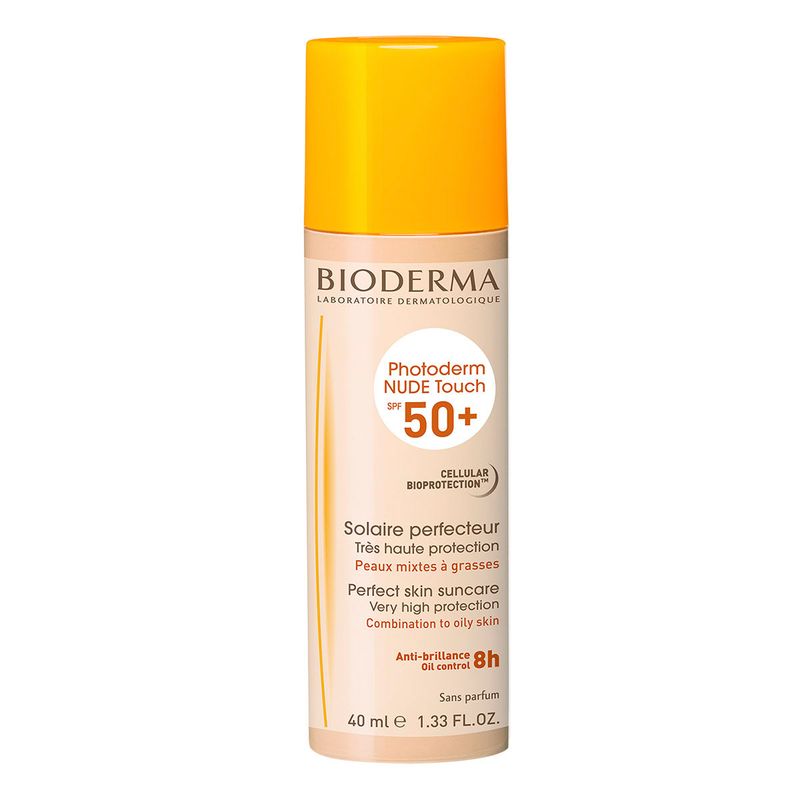 BIODERMA
LABORATOIRE DERMATOLOGIQUE
Photoderm
NUDE Touch
SPF 50+
CELLULAR
BIOPROTECTION™
Solaire perfecteur
Très haute protection
Peaux mixtes à grasses
Perfect skin suncare
Very high protection
Combination to oily skin
Anti-brillance
Oil control 8h
Sans parfum
40 ml ℮ 1.33 FL.OZ.